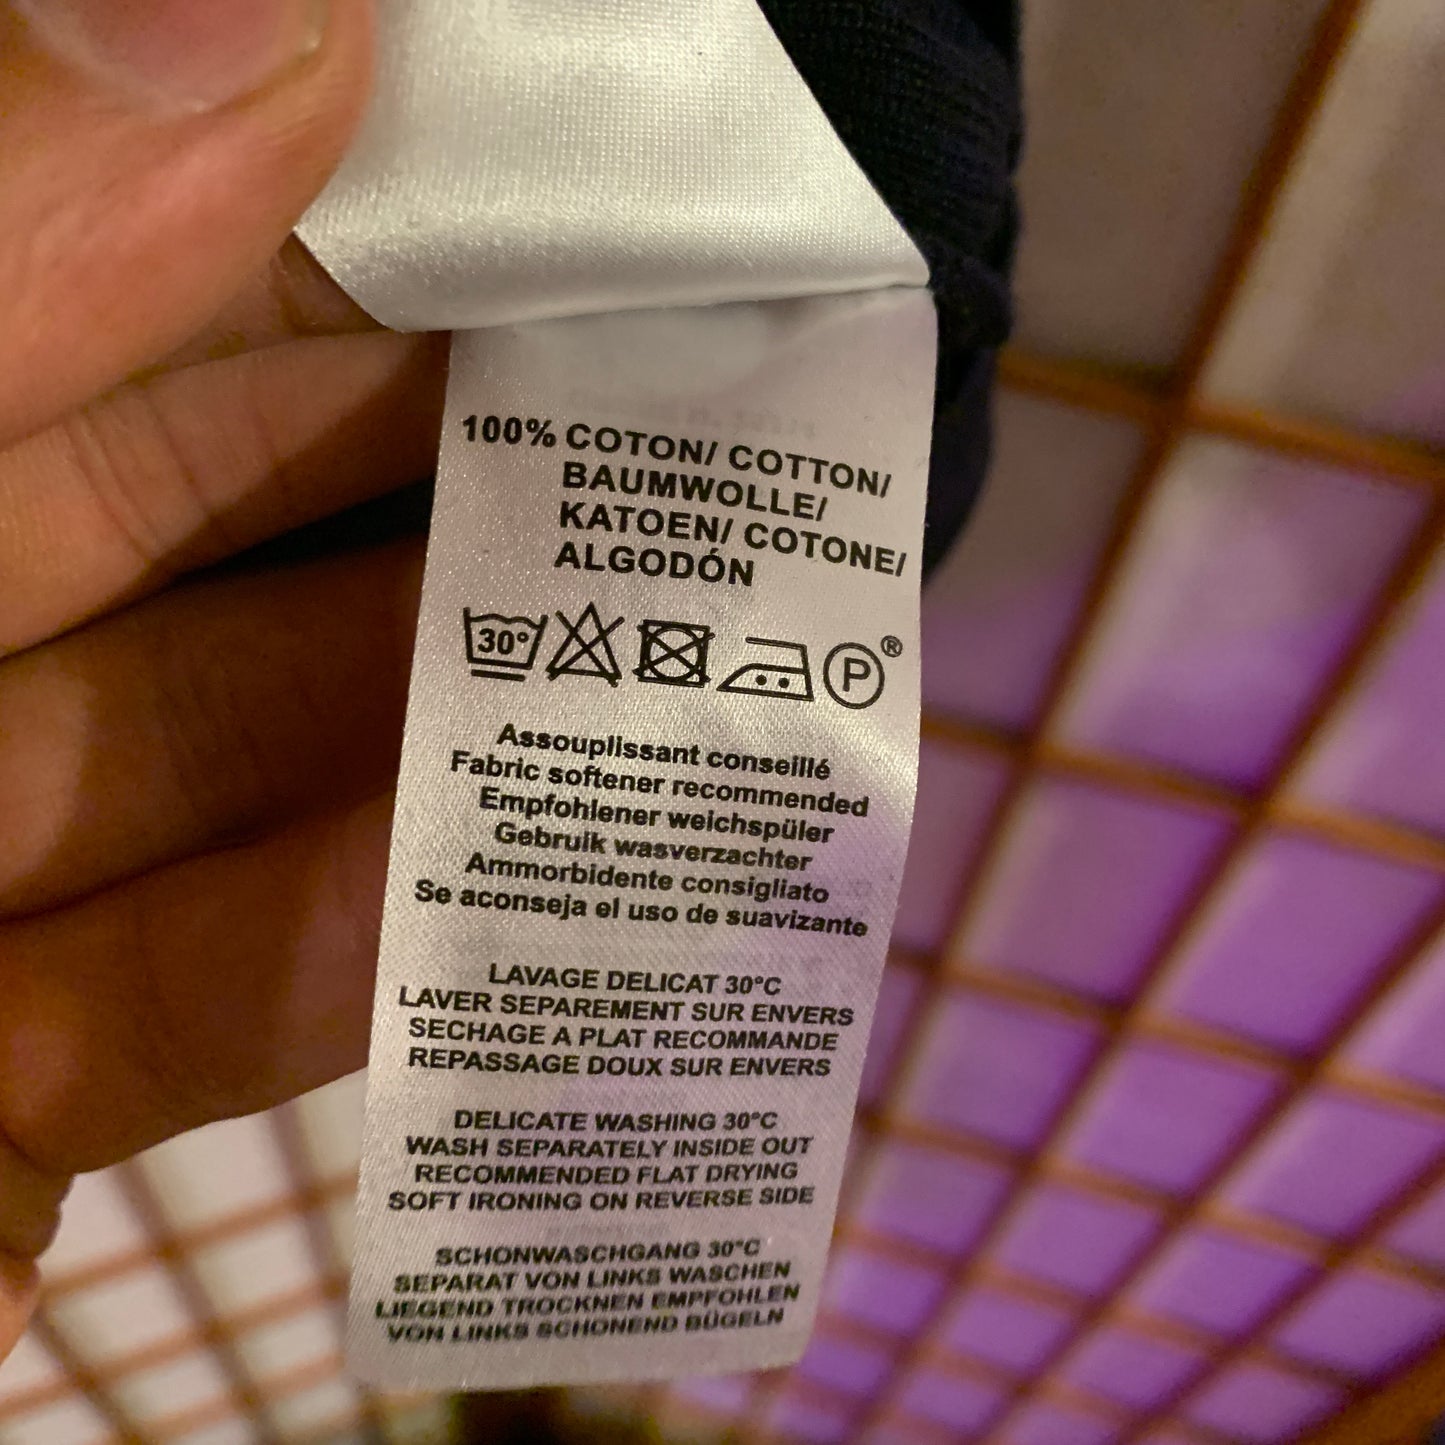 100% COTON/ COTTON/
BAUMWOLLE/
KATOEN/ COTONE/
ALGODÓN
30° P®
Assouplissant conseillé
Fabric softener recommended
Empfohlener weichspüler
Gebruik wasverzachter
Ammorbidente consigliato
Se aconseja el uso de suavizante
LAVAGE DELICAT 30°C
LAVER SEPAREMENT SUR ENVERS
SECHAGE A PLAT RECOMMANDE
REPASSAGE DOUX SUR ENVERS
DELICATE WASHING 30°C
WASH SEPARATELY INSIDE OUT
RECOMMENDED FLAT DRYING
SOFT IRONING ON REVERSE SIDE
SCHONWASCHGANG 30°C
SEPARAT VON LINKS WASCHEN
LIEGEND TROCKNEN EMPFOHLEN
VON LINKS SCHONEND BÜGELN